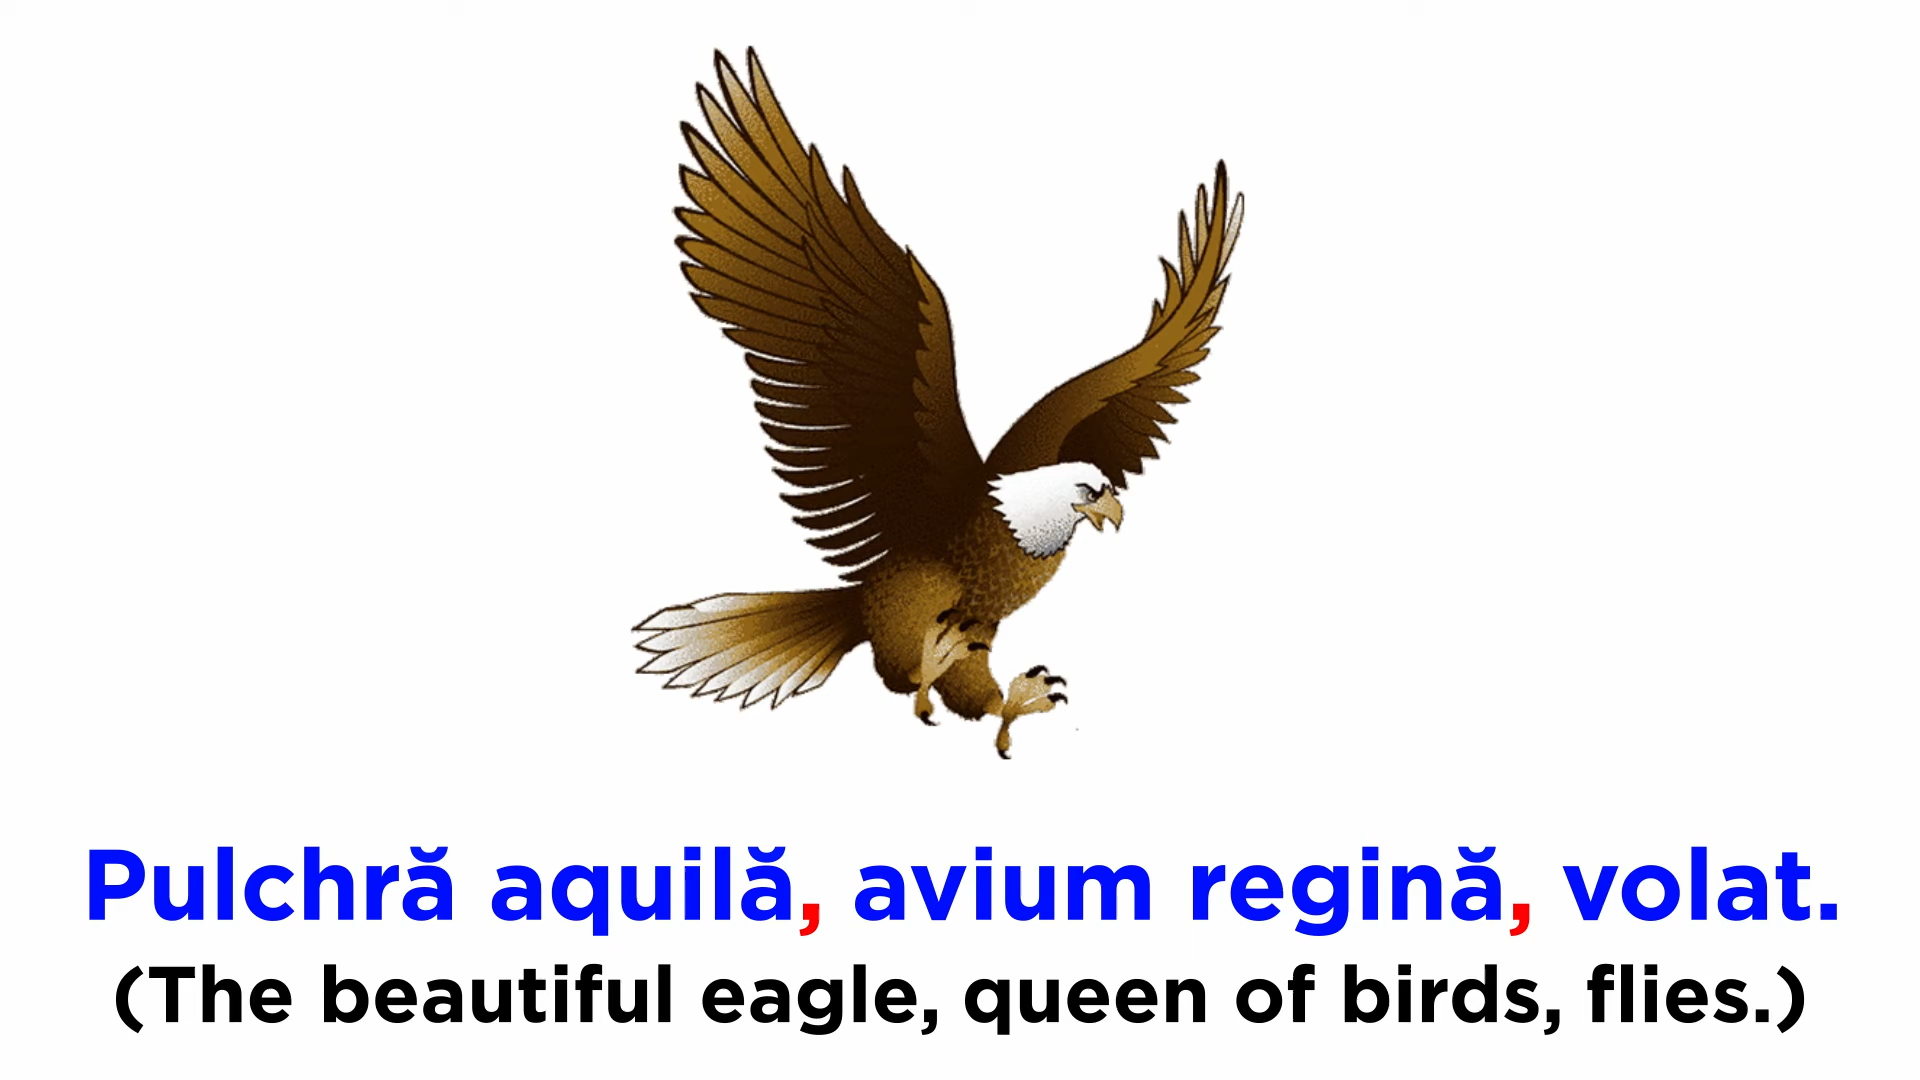 Pulchră aquilă, avium regină, volat.
(The beautiful eagle, queen of birds, flies.)